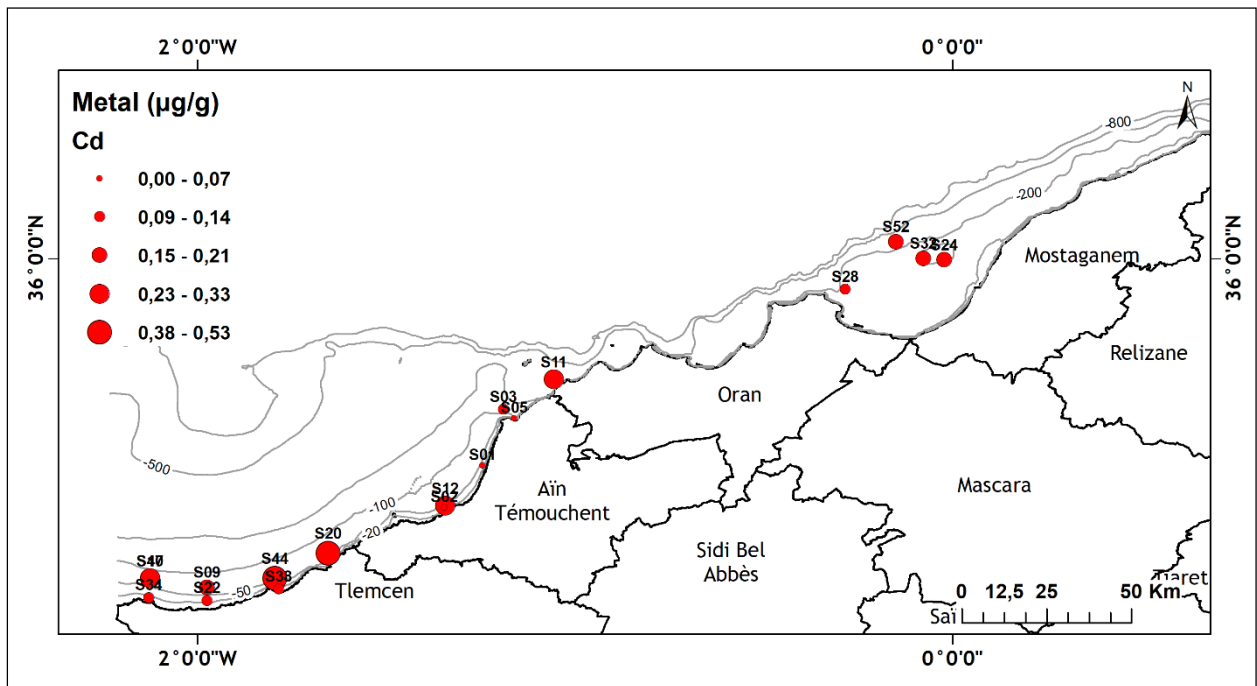 2°0'0"W 0°0'0"
Metal (µg/g)
Cd
0,00 - 0,07
0,09 - 0,14
0,15 - 0,21
0,23 - 0,33
0,38 - 0,53
N
-800
-200
36°0'0"N 36°0'0"N
S52
S32 S24
S28
Mostaganem
Relizane
S11
Oran
S03
S05
-500
S01
Aïn
Témouchent
Mascara
S12
-100
-20
S20
Sidi Bel
Abbès
S09
S44
S38
S34
S22
-50
Tlemcen
Tiaret
0 12,5 25 50 Km
Saï
2°0'0"W 0°0'0"